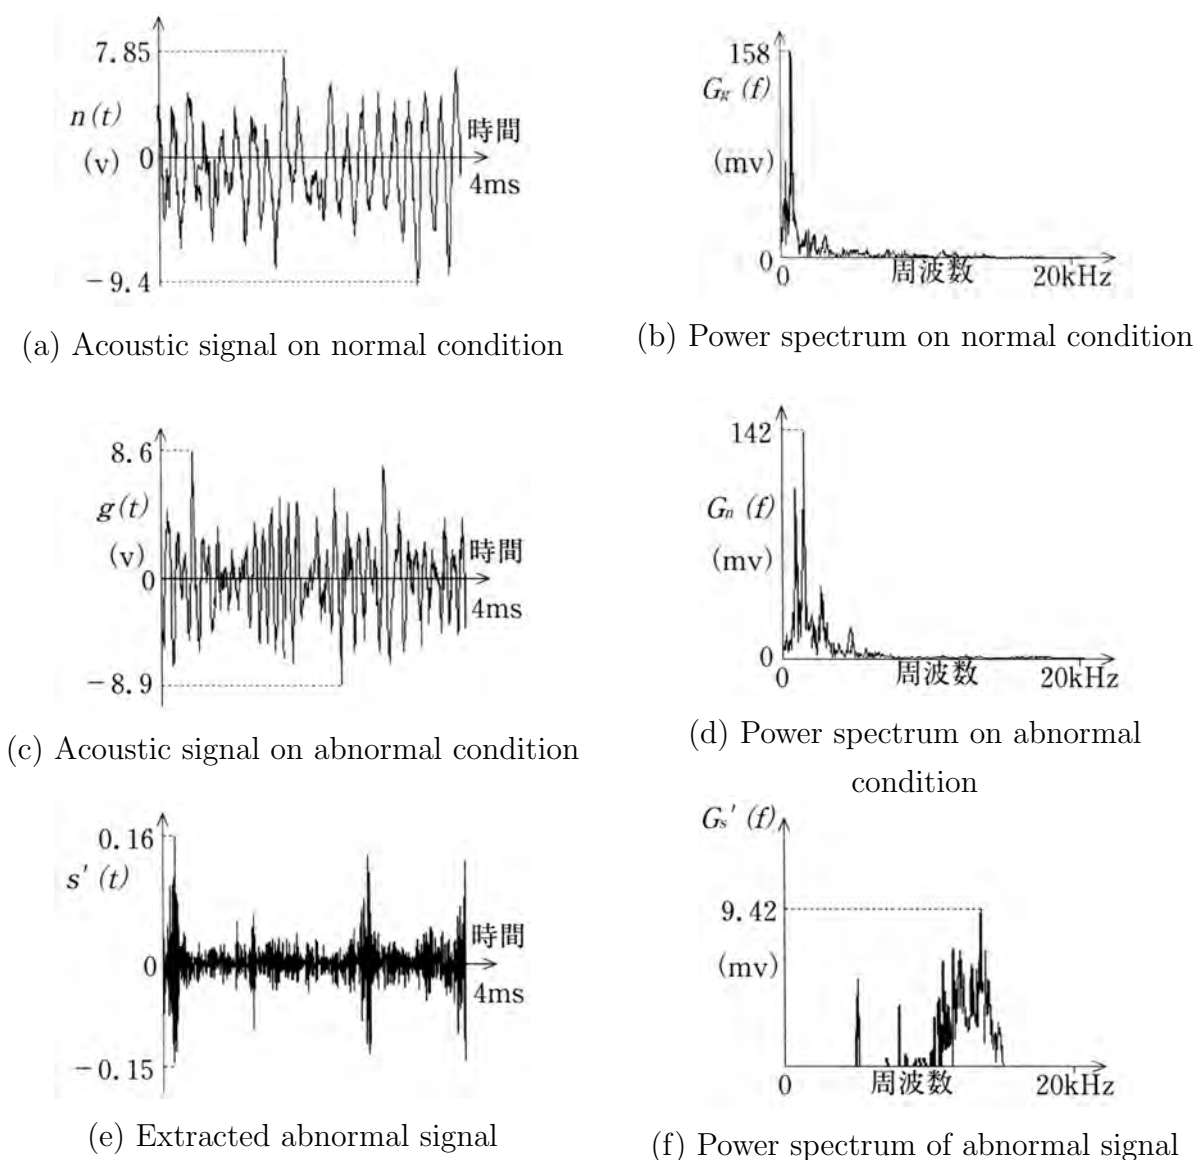 7.85
n(t)
(v)
0
時間
4ms
−9.4
(a) Acoustic signal on normal condition
158
Gg (f)
(mv)
0
0
周波数
20kHz
(b) Power spectrum on normal condition
8.6
g(t)
(v)
0
時間
4ms
−8.9
(c) Acoustic signal on abnormal condition
142
Gn (f)
(mv)
0
0
周波数
20kHz
(d) Power spectrum on abnormal
condition
0.16
s' (t)
0
時間
4ms
−0.15
(e) Extracted abnormal signal
Gs' (f)
9.42
(mv)
0
周波数
20kHz
(f) Power spectrum of abnormal signal